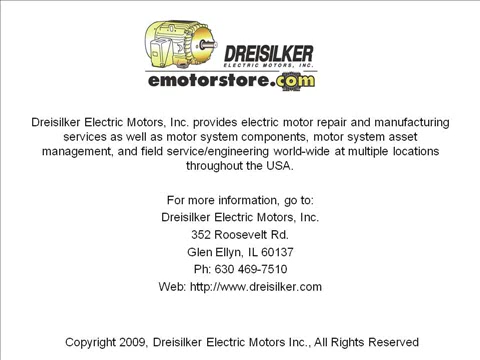 DREISILKER
ELECTRIC MOTORS, INC.
emotorstore.com
Dreisilker Electric Motors, Inc. provides electric motor repair and manufacturing
services as well as motor system components, motor system asset
management, and field service/engineering world-wide at multiple locations
throughout the USA.
For more information, go to:
Dreisilker Electric Motors, Inc.
352 Roosevelt Rd.
Glen Ellyn, IL 60137
Ph: 630 469-7510
Web: http://www.dreisilker.com
Copyright 2009, Dreisilker Electric Motors Inc., All Rights Reserved